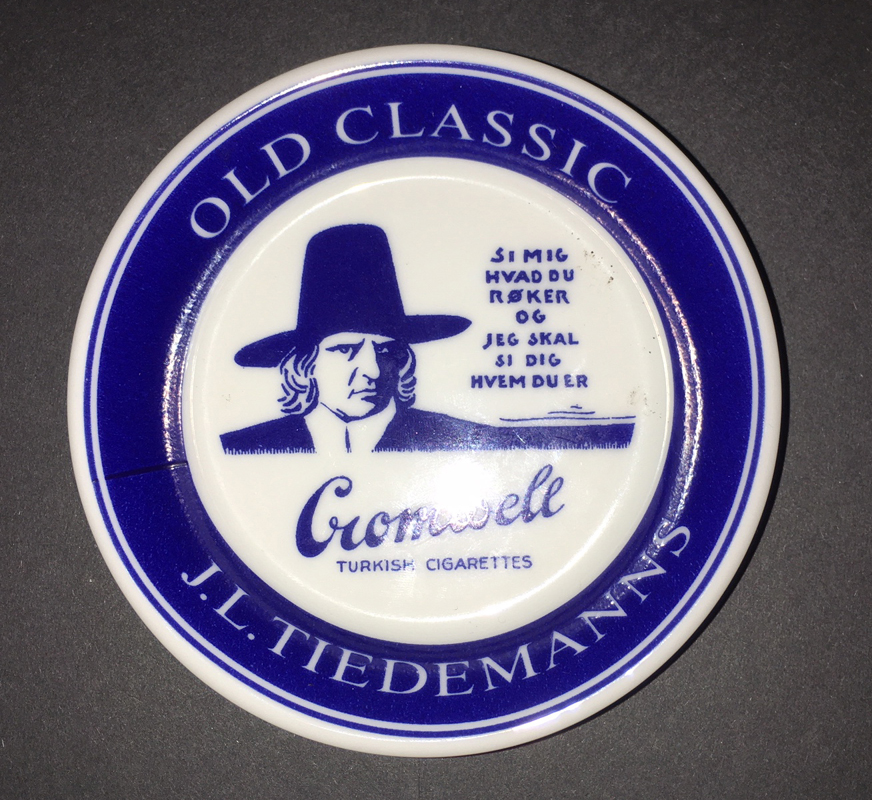 OLD CLASSIC
SI MIG
HVAD DU
RØKER
OG
JEG SKAL
SI DIG
HVEM DU ER
Cromwell
TURKISH CIGARETTES
J.L. TIEDEMANNS